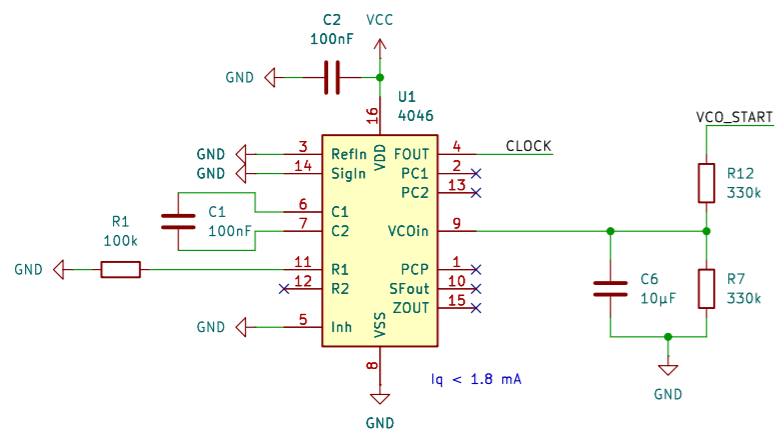 C2
100nF
VCC
GND
U1
4046
16
VDD
VCO_START
GND
3
RefIn
FOUT
4
CLOCK
GND
14
SigIn
PC1
2
PC2
13
R12
330k
6
C1
C1
100nF
7
C2
VCOin
9
R1
100k
GND
11
R1
PCP
1
12
R2
SFout
10
ZOUT
15
C6
10µF
R7
330k
GND
5
Inh
VSS
8
Iq < 1.8 mA
GND
GND